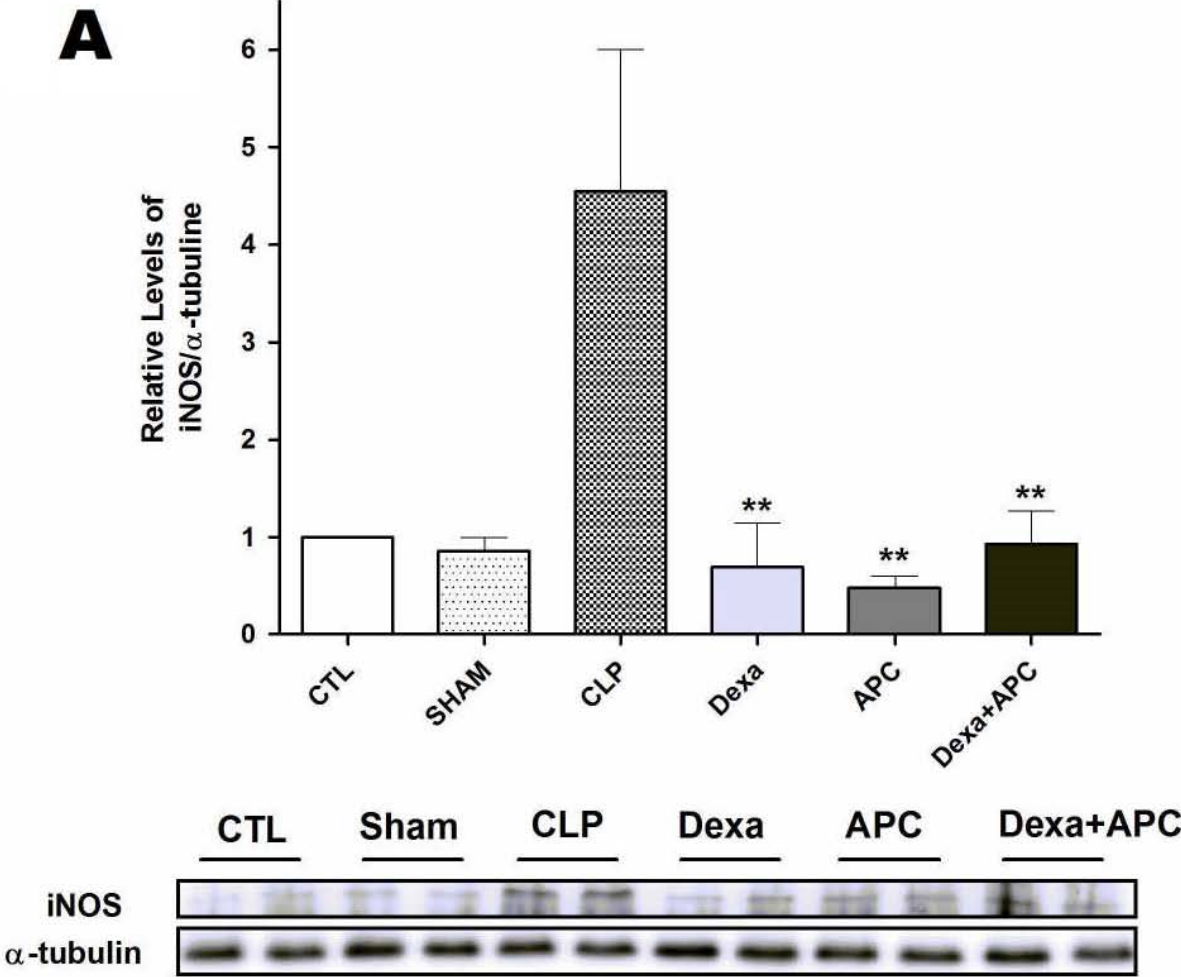 A
6
5
4
3
2
1
0
Relative Levels of
iNOS/α-tubuline
**
**
**
CTL
SHAM
CLP
Dexa
APC
Dexa+APC
CTL Sham CLP Dexa APC Dexa+APC
iNOS
α-tubulin